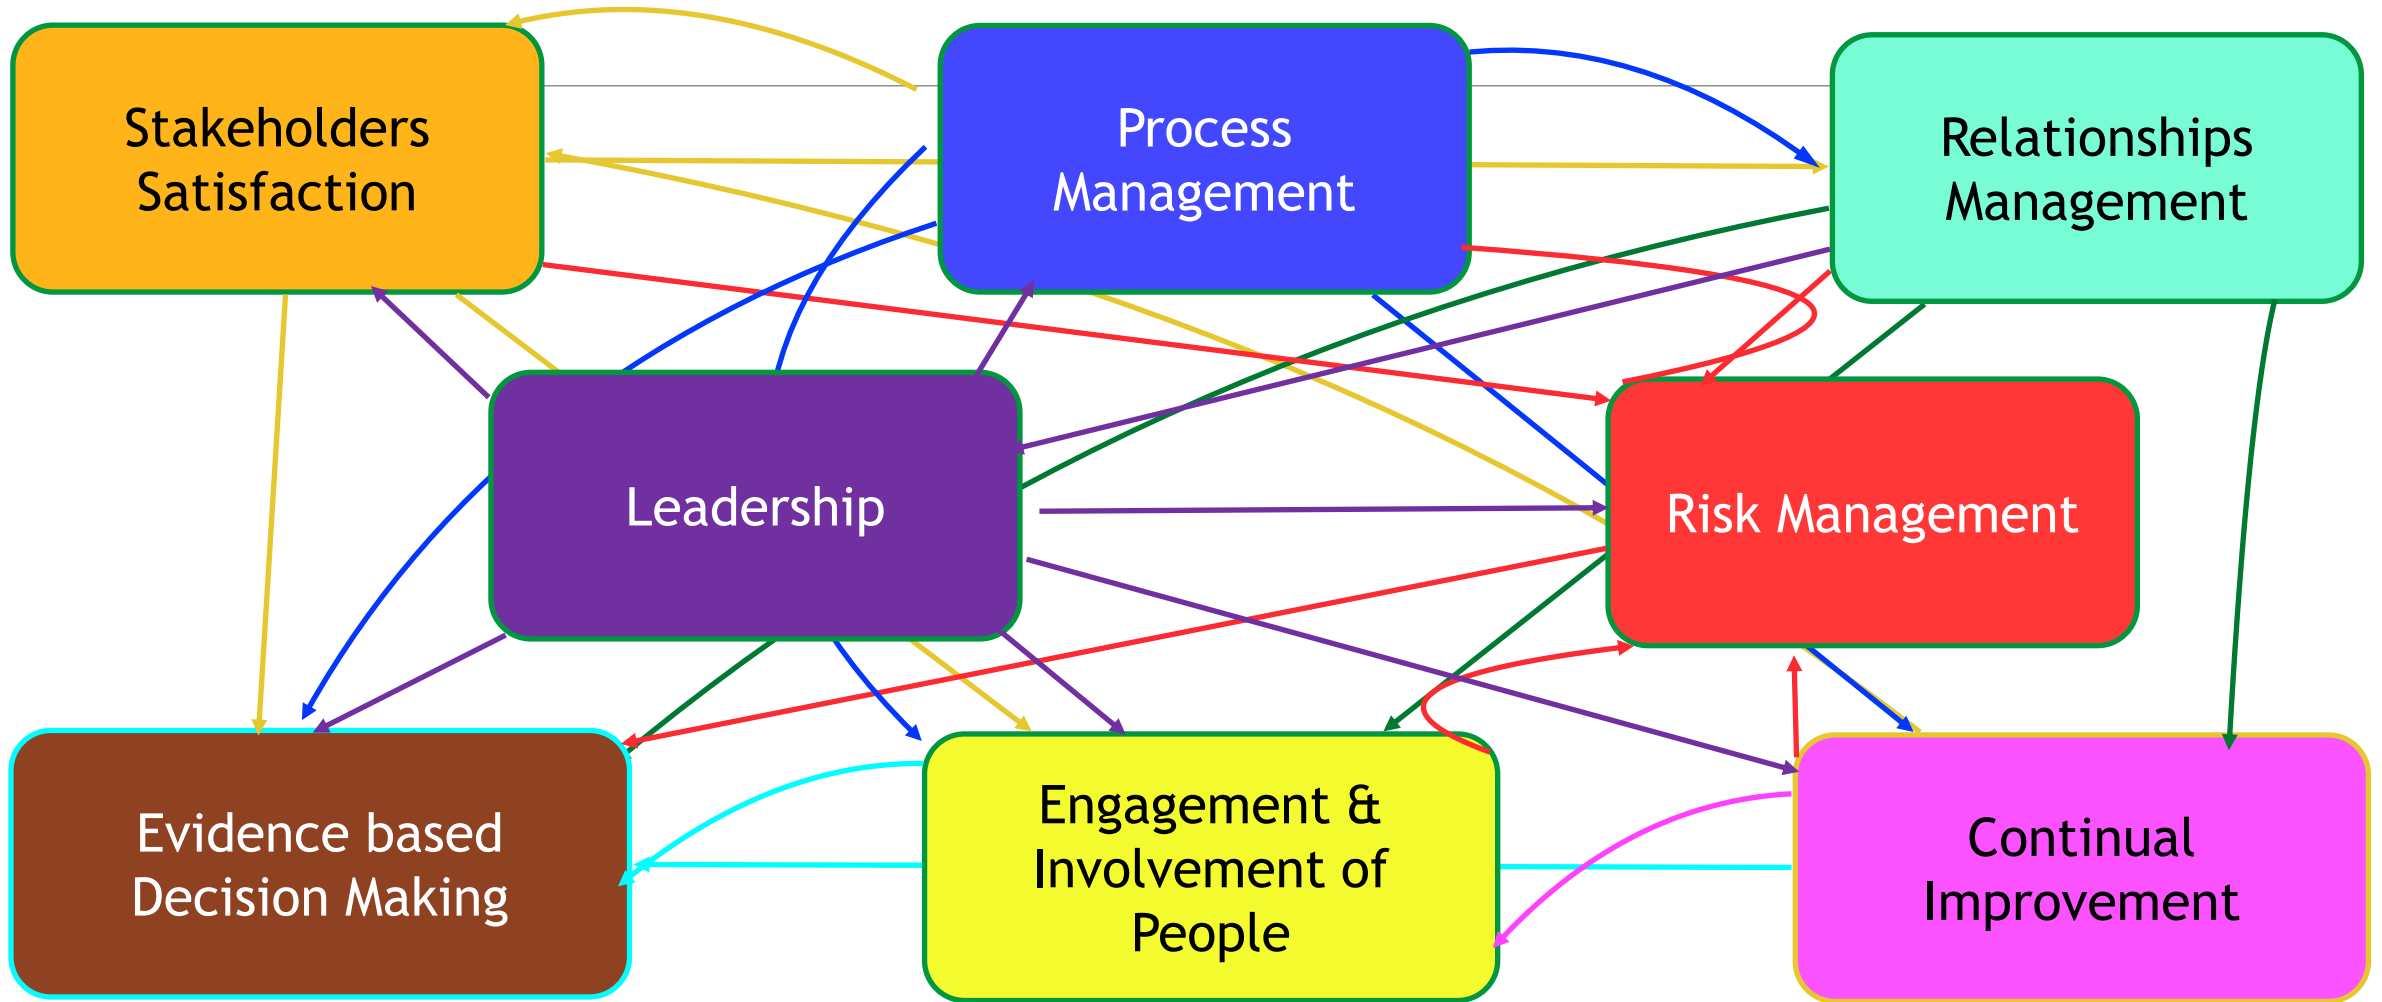 Stakeholders
Satisfaction
Process
Management
Relationships
Management
Leadership
Risk Management
Evidence based
Decision Making
Engagement &
Involvement of
People
Continual
Improvement